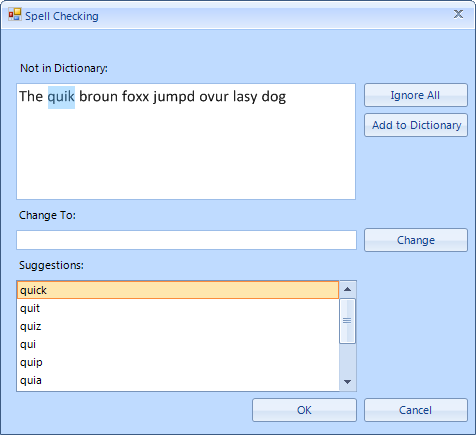 Spell Checking
Not in Dictionary:
The quik broun foxx jumpd ovur lasy dog
Ignore All
Add to Dictionary
Change To:
Change
Suggestions:
quick
quit
quiz
qui
quip
quia
OK
Cancel